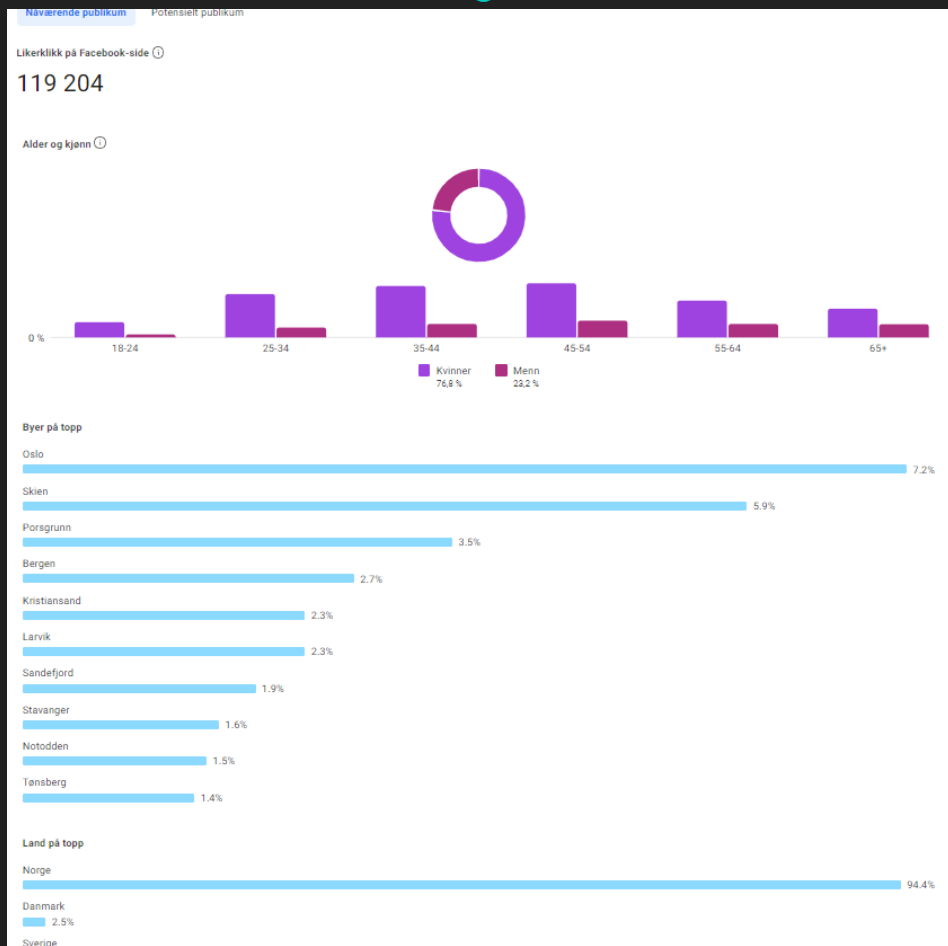 Nåværende publikum Potensielt publikum
Likerklikk på Facebook-side
119 204
Alder og kjønn
0 %
18-24 25-34 35-44 45-54 55-64 65+
Kvinner Menn
76,8 % 23,2 %
Byer på topp
Oslo
7.2%
Skien
5.9%
Porsgrunn
3.5%
Bergen
2.7%
Kristiansand
2.3%
Larvik
2.3%
Sandefjord
1.9%
Stavanger
1.6%
Notodden
1.5%
Tønsberg
1.4%
Land på topp
Norge
94.4%
Danmark
2.5%
Sverige